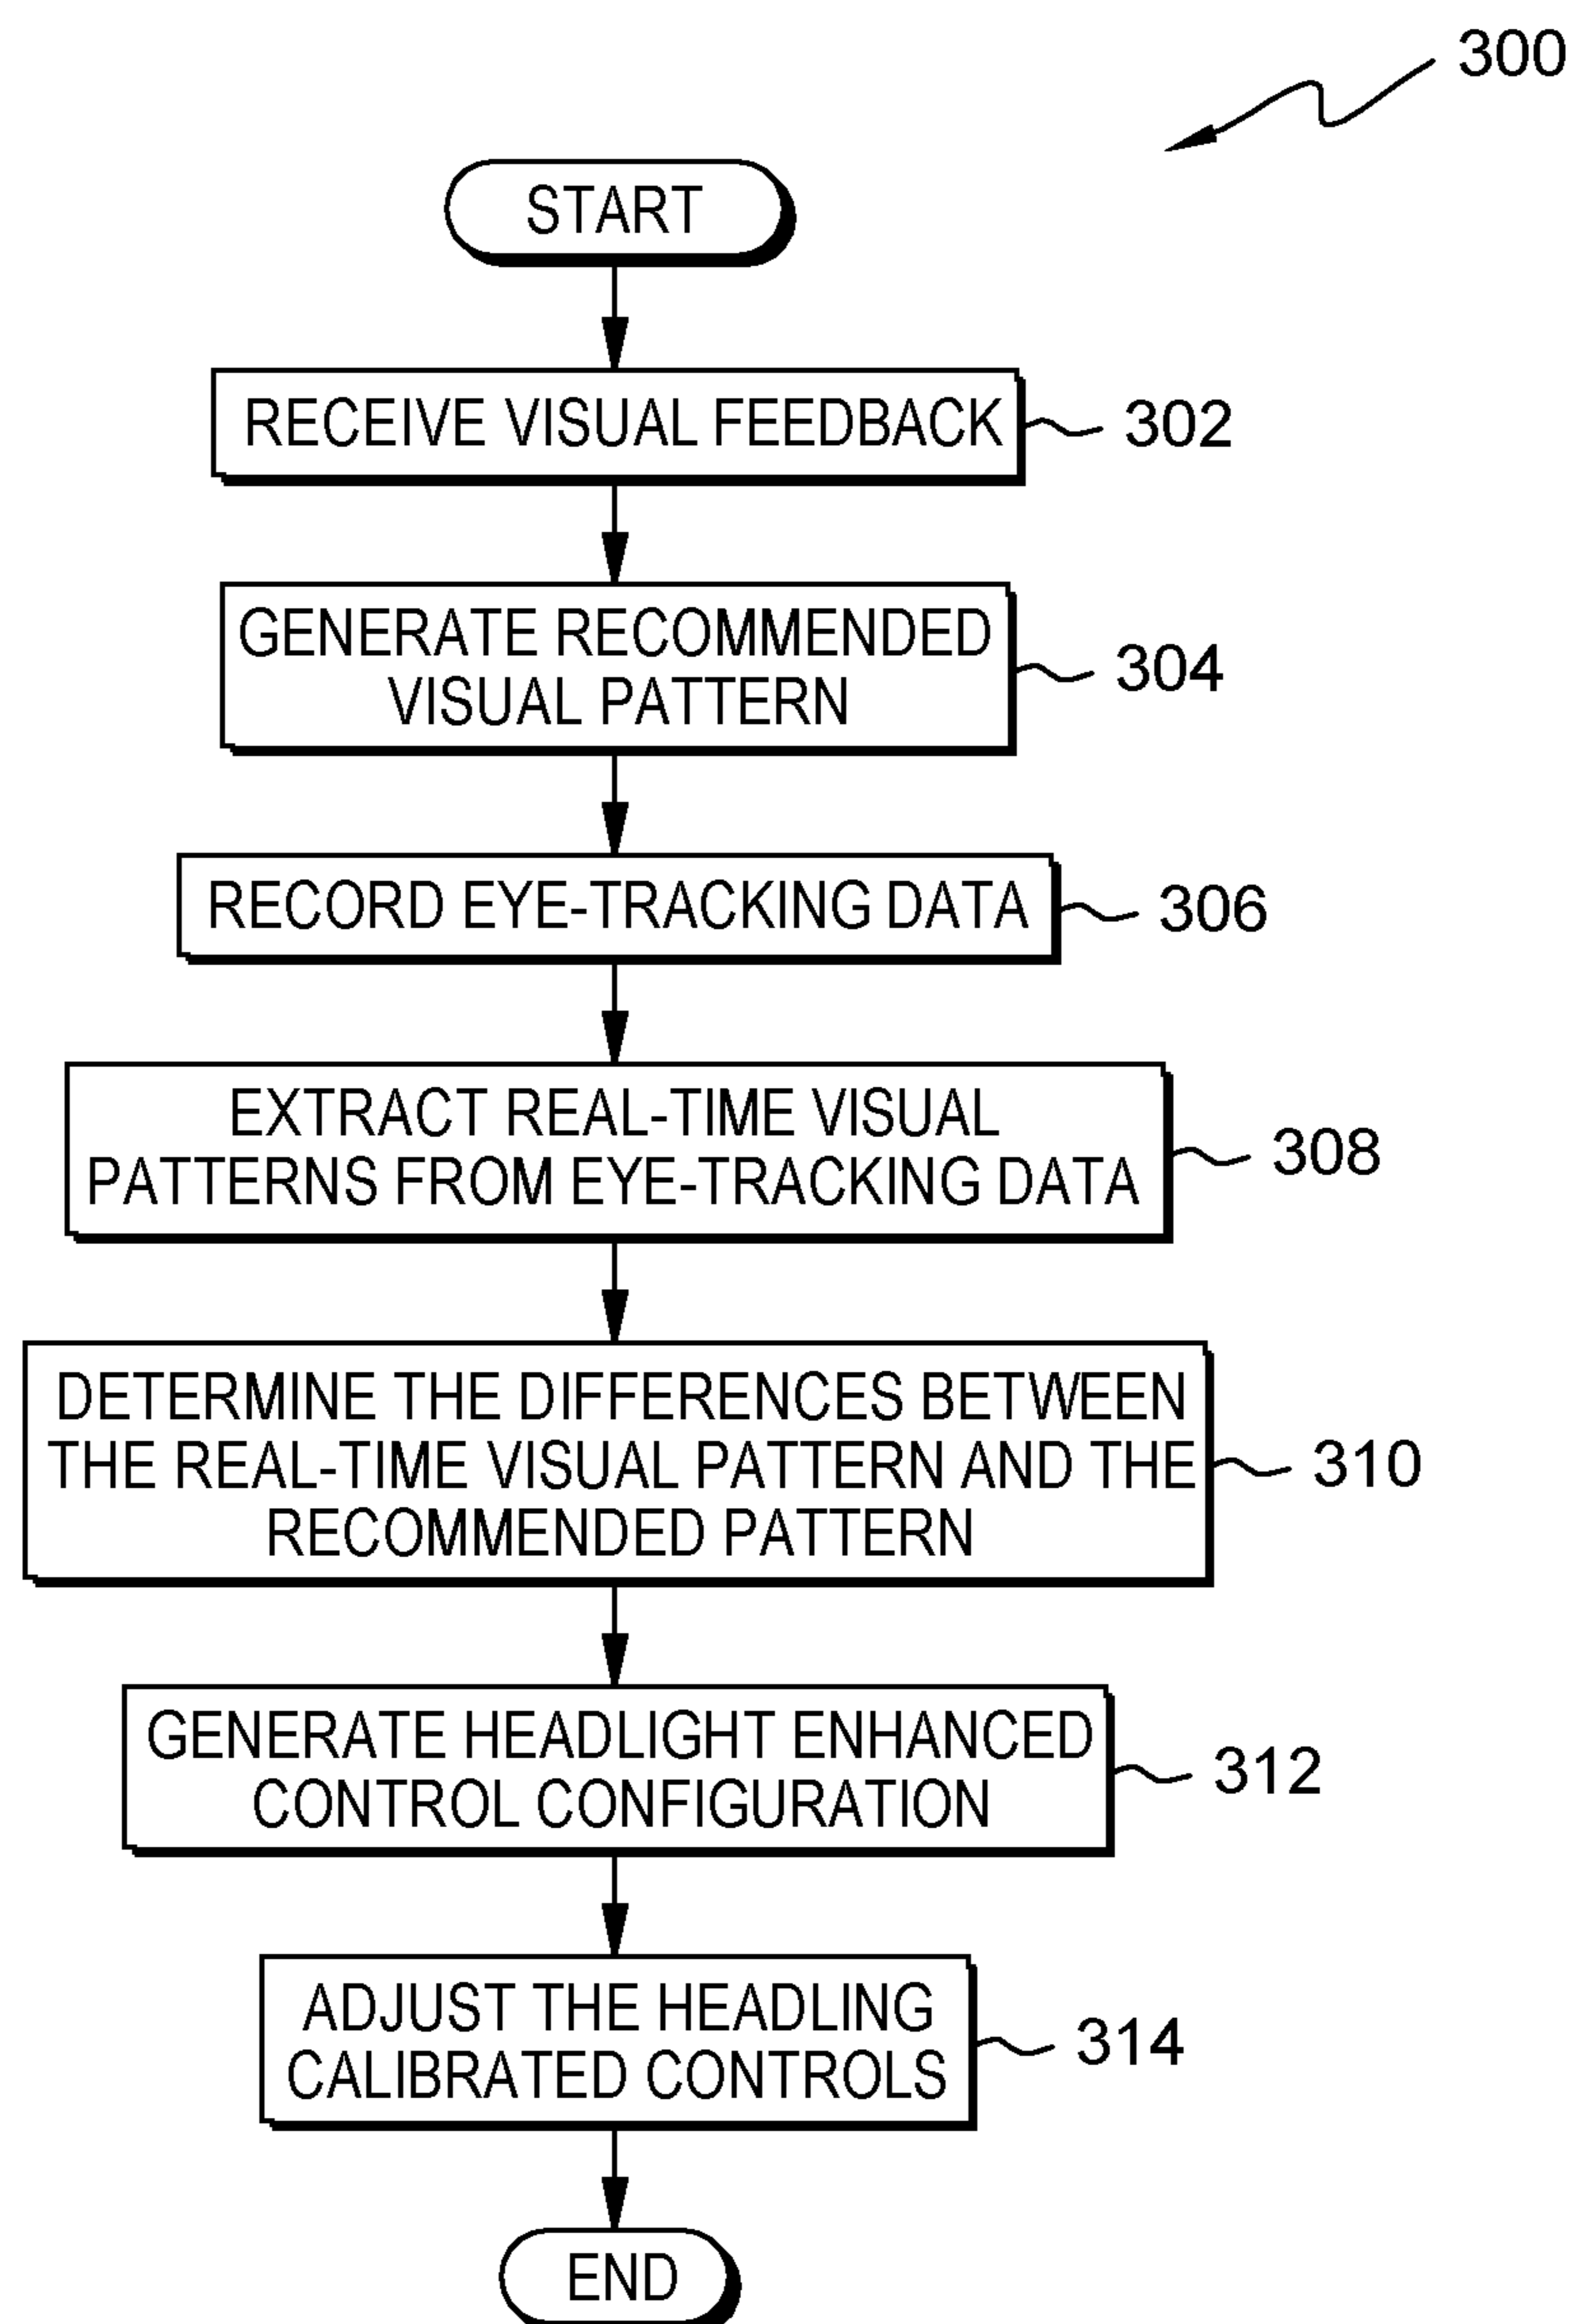 300
START
RECEIVE VISUAL FEEDBACK
302
GENERATE RECOMMENDED
VISUAL PATTERN
304
RECORD EYE-TRACKING DATA
306
EXTRACT REAL-TIME VISUAL
PATTERNS FROM EYE-TRACKING DATA
308
DETERMINE THE DIFFERENCES BETWEEN
THE REAL-TIME VISUAL PATTERN AND THE
RECOMMENDED PATTERN
310
GENERATE HEADLIGHT ENHANCED
CONTROL CONFIGURATION
312
ADJUST THE HEADLING
CALIBRATED CONTROLS
314
END